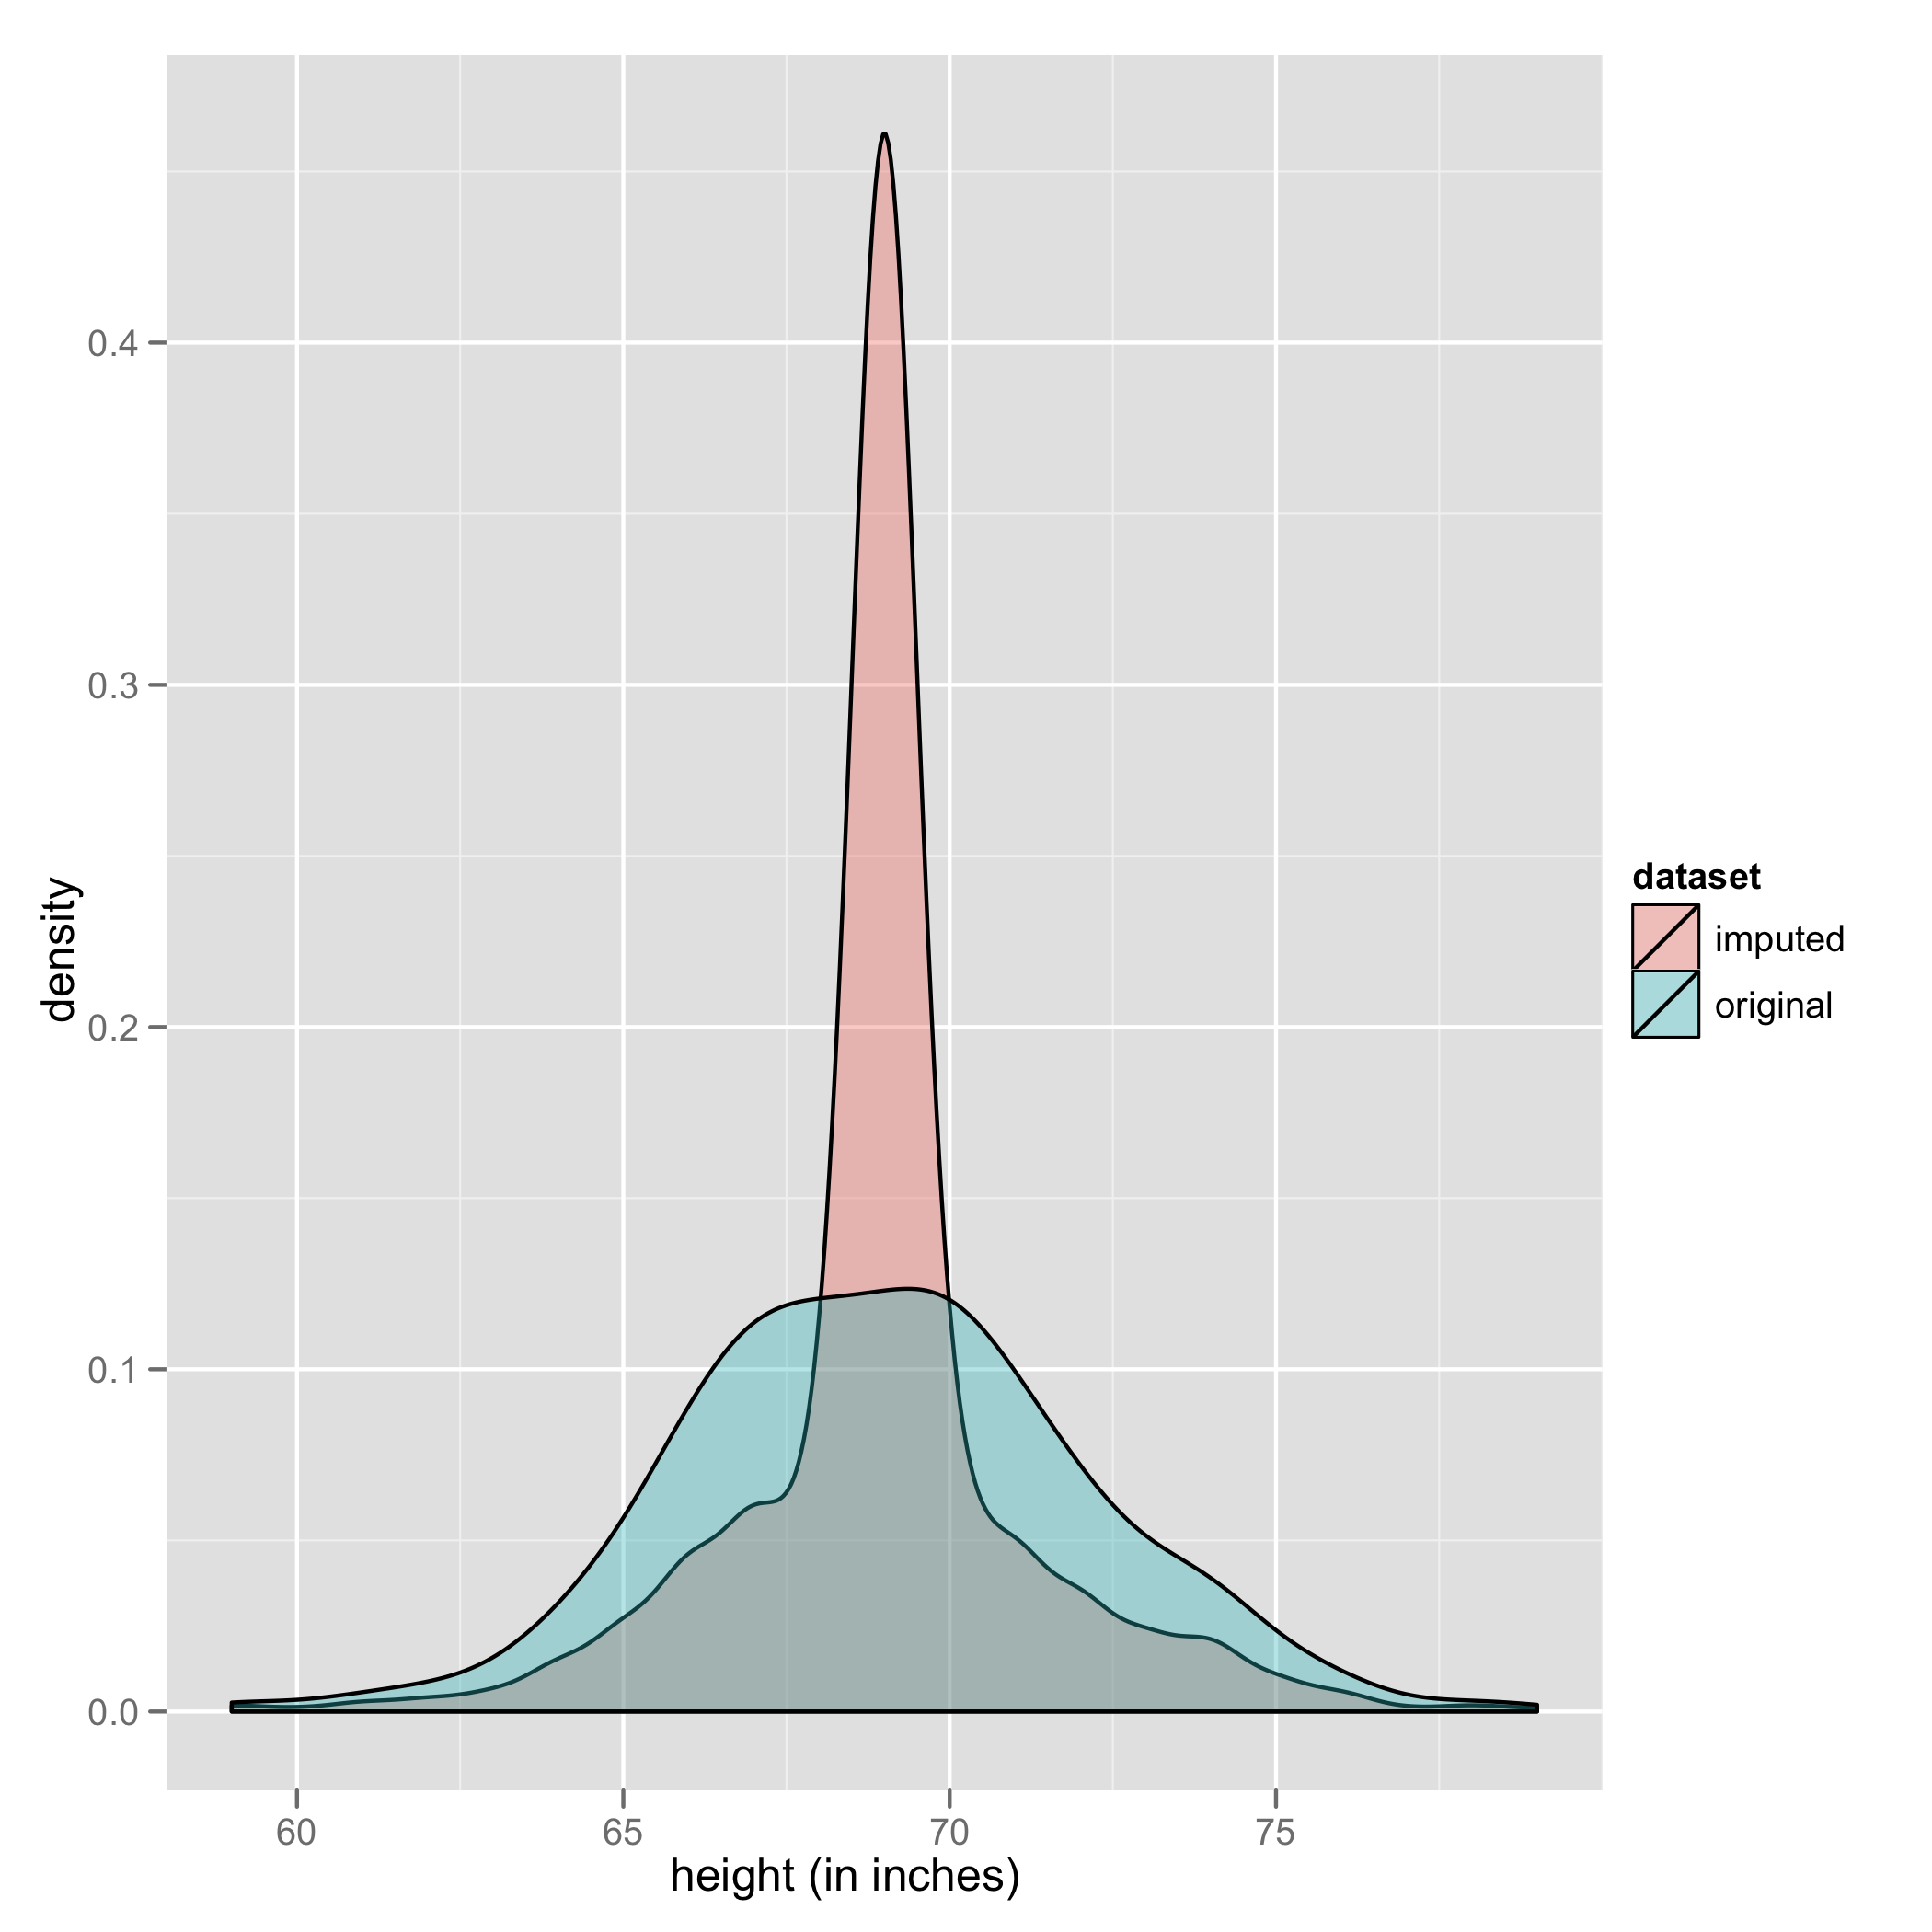 density
0.4
0.3
0.2
0.1
0.0
60 65 70 75
height (in inches)
dataset
imputed
original